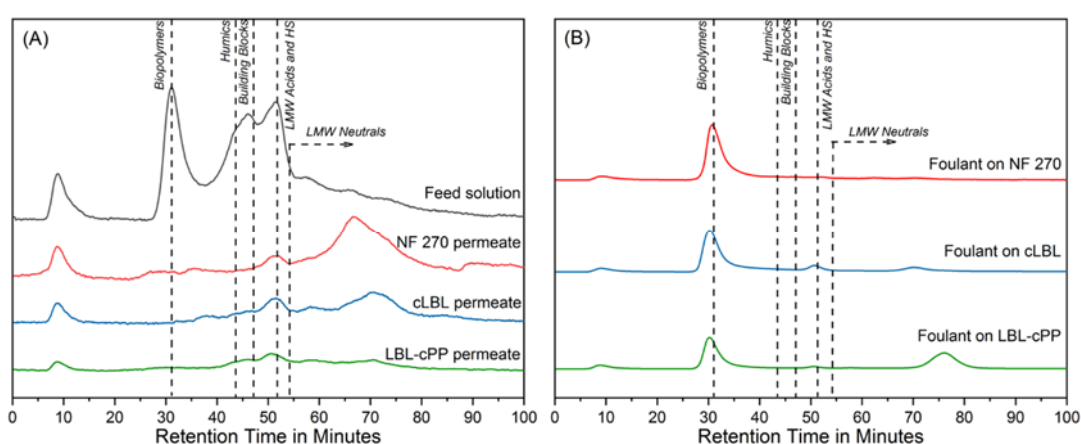 (A)
Biopolymers
Humics
Building Blocks
LMW Acids and HS
LMW Neutrals
Feed solution
NF 270 permeate
cLBL permeate
LBL-cPP permeate
0 10 20 30 40 50 60 70 80 90 100
Retention Time in Minutes
(B)
Biopolymers
Humics
Building Blocks
LMW Acids and HS
LMW Neutrals
Foulant on NF 270
Foulant on cLBL
Foulant on LBL-cPP
0 10 20 30 40 50 60 70 80 90 100
Retention Time in Minutes